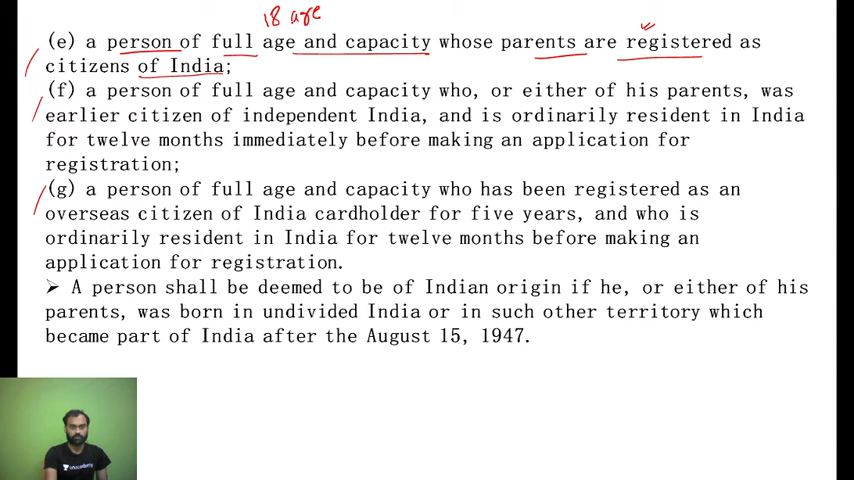 18 age
(e) a person of full age and capacity whose parents are registered as
citizens of India;
(f) a person of full age and capacity who, or either of his parents, was
earlier citizen of independent India, and is ordinarily resident in India
for twelve months immediately before making an application for
registration;
(g) a person of full age and capacity who has been registered as an
overseas citizen of India cardholder for five years, and who is
ordinarily resident in India for twelve months before making an
application for registration.
➢ A person shall be deemed to be of Indian origin if he, or either of his
parents, was born in undivided India or in such other territory which
became part of India after the August 15, 1947.
unacademy